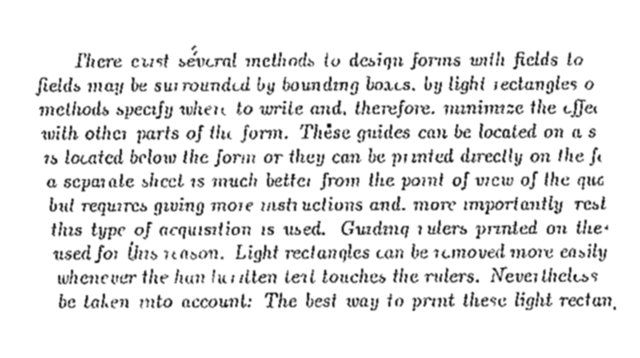 There exist several methods to design forms with fields to
fields may be surrounded by bounding boxes, by light rectangles o
methods specify where to write and, therefore, minimize the effec
with other parts of the form. These guides can be located on a s
is located below the form or they can be printed directly on the fo
a separate sheet is much better from the point of view of the qua
but requires giving more instructions and, more importantly rest
this type of acquisition is used. Guiding rulers printed on the
used for this reason. Light rectangles can be removed more easily
whenever the handwritten text touches the rulers. Nevertheless
be taken into account: The best way to print these light rectan